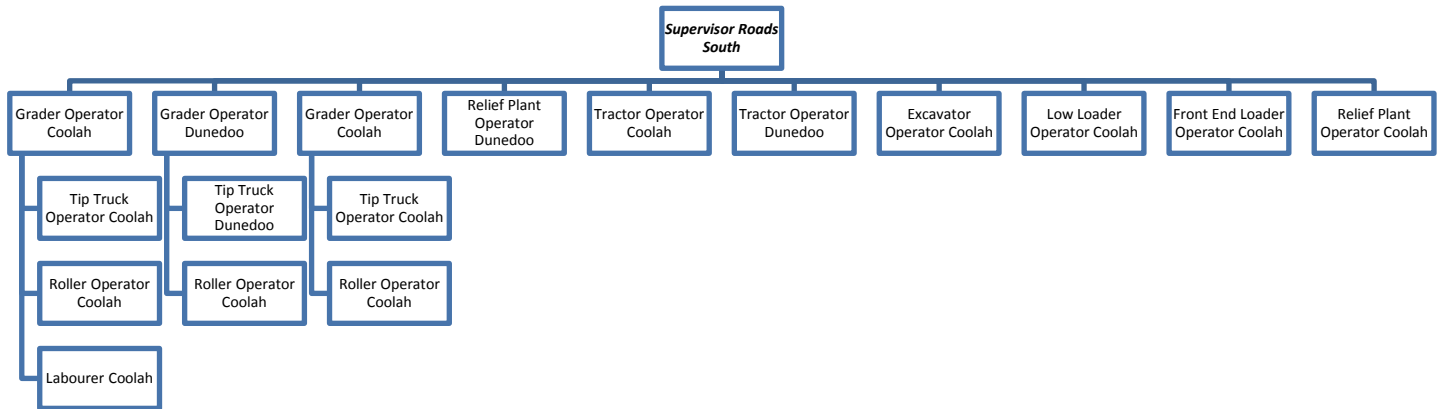 Supervisor Roads
South
Grader Operator
Coolah
Grader Operator
Dunedoo
Grader Operator
Coolah
Relief Plant
Operator
Dunedoo
Tractor Operator
Coolah
Tractor Operator
Dunedoo
Excavator
Operator Coolah
Low Loader
Operator Coolah
Front End Loader
Operator Coolah
Relief Plant
Operator Coolah
Tip Truck
Operator Coolah
Tip Truck
Operator
Dunedoo
Tip Truck
Operator Coolah
Roller Operator
Coolah
Roller Operator
Coolah
Roller Operator
Coolah
Labourer Coolah